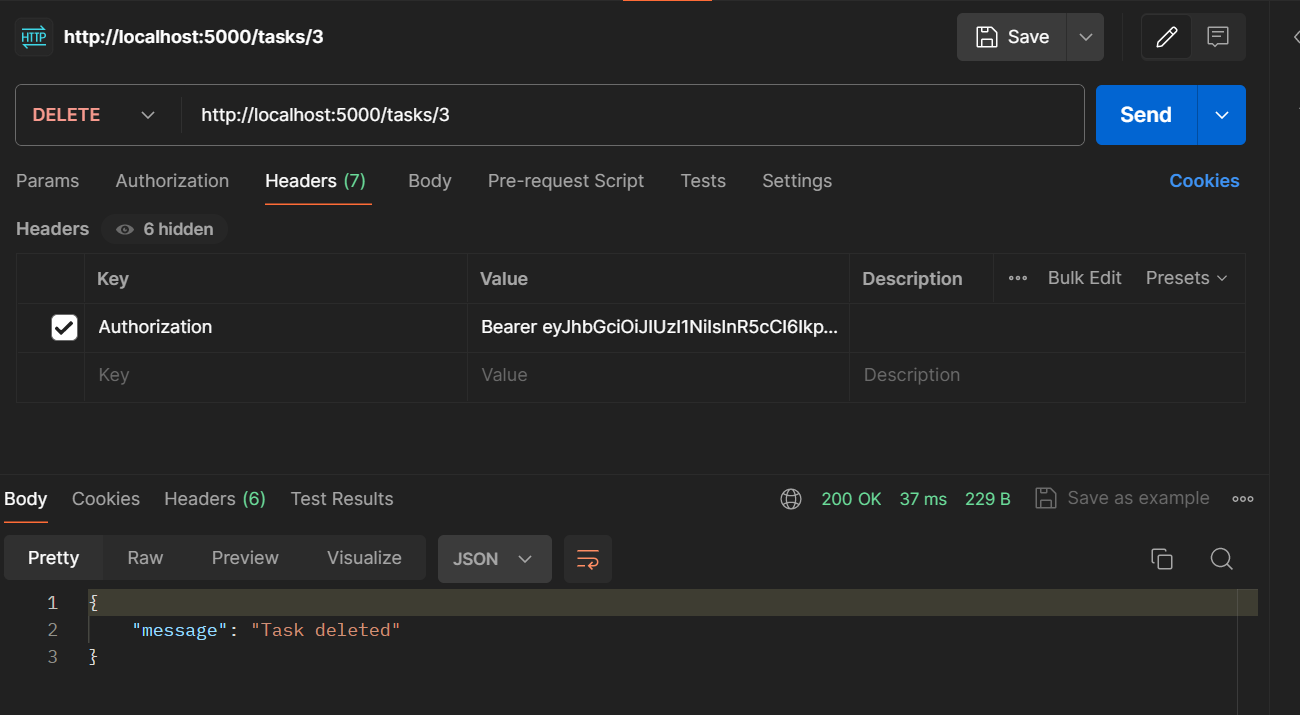 HTTP http://localhost:5000/tasks/3 Save
DELETE http://localhost:5000/tasks/3 Send
Params Authorization Headers (7) Body Pre-request Script Tests Settings Cookies
Headers 6 hidden
Key Value Description Bulk Edit Presets
Authorization Bearer eyJhbGciOiJIUzI1NiIsInR5cCI6Ikp...
Key Value Description
Body Cookies Headers (6) Test Results 200 OK 37 ms 229 B Save as example
Pretty Raw Preview Visualize JSON
1 {
2 "message": "Task deleted"
3 }